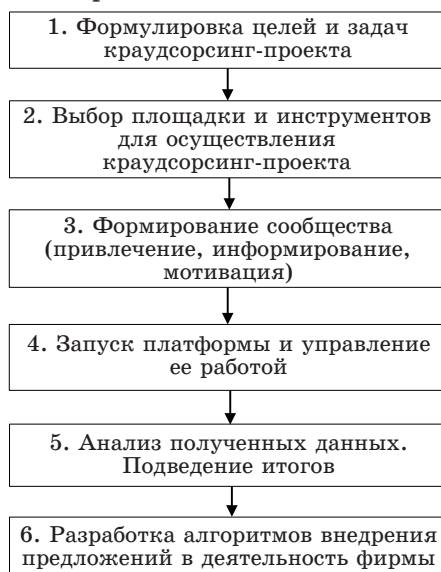 1. Формулировка целей и задач
краудсорсинг-проекта
2. Выбор площадки и инструментов
для осуществления
краудсорсинг-проекта
3. Формирование сообщества
(привлечение, информирование,
мотивация)
4. Запуск платформы и управление
ее работой
5. Анализ полученных данных.
Подведение итогов
6. Разработка алгоритмов внедрения
предложений в деятельность фирмы